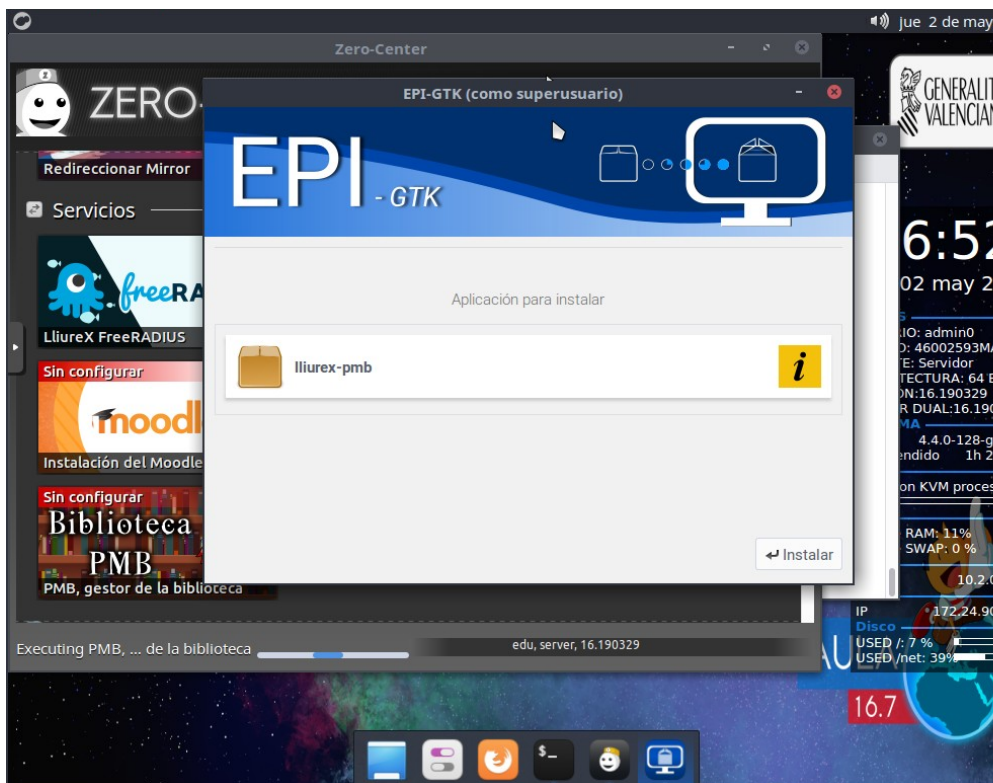 jue 2 de may
Zero-Center
ZERO-
EPI-GTK (como superusuario)
EPI - GTK
GENERALIT
VALENCIAN
Redireccionar Mirror
Servicios
freeRA
LliureX FreeRADIUS
Sin configurar
moodl
Instalación del Moodle
Sin configurar
Biblioteca
PMB
PMB, gestor de la biblioteca
Aplicación para instalar
lliurex-pmb
i
Instalar
Executing PMB, ... de la biblioteca
edu, server, 16.190329
6:52
02 may 2
S
IO: admin0
D: 46002593MA
TE: Servidor
TECTURA: 64 B
ON:16.190329
R DUAL:16.190
MA
4.4.0-128-g
endido 1h 2
on KVM proces
RAM: 11%
SWAP: 0 %
10.2.0
IP 172.24.90
Disco
USED /: 7 %
USED /net: 39%
AULA
16.7
$_